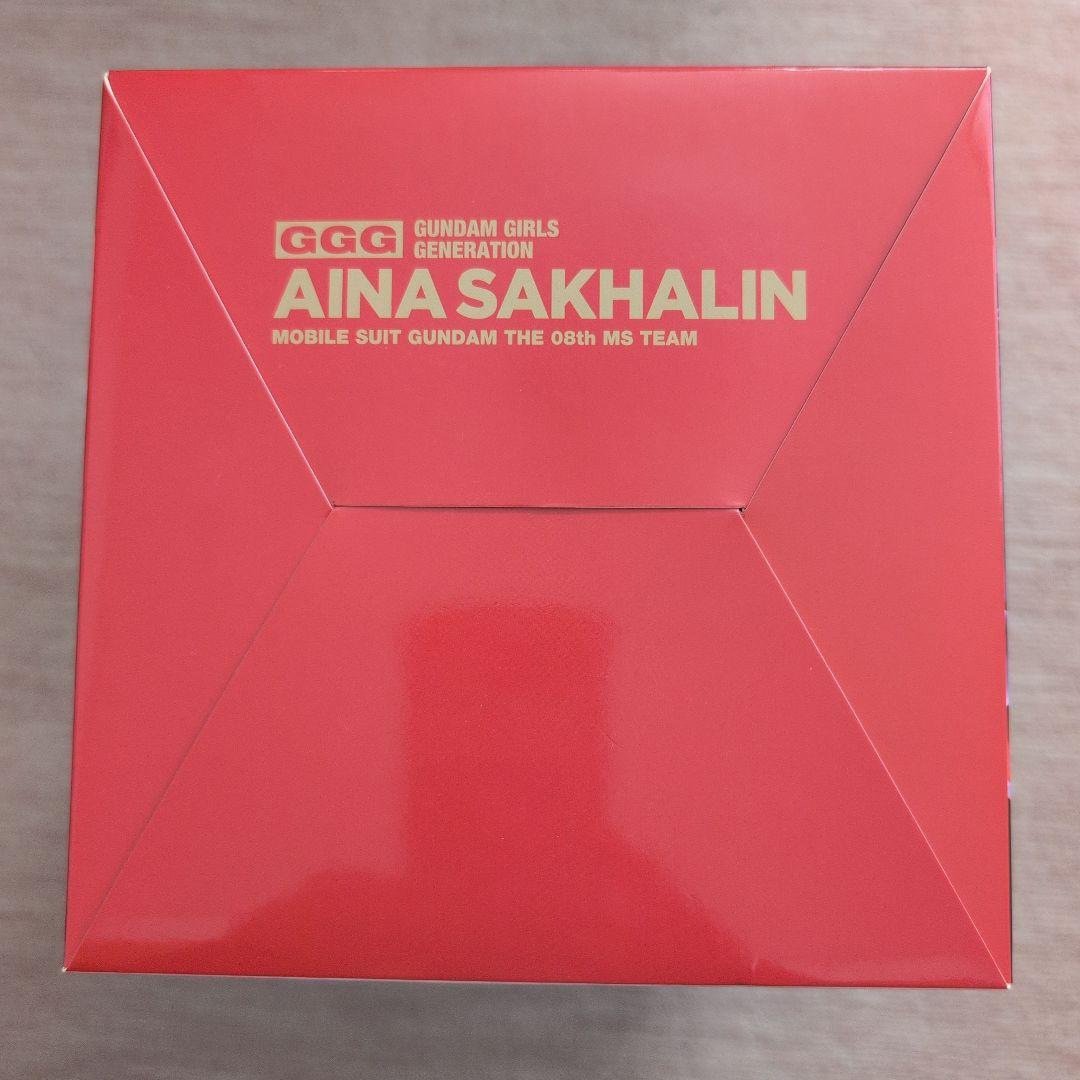 GGG GUNDAM GIRLS
GENERATION
AINA SAKHALIN
MOBILE SUIT GUNDAM THE 08th MS TEAM